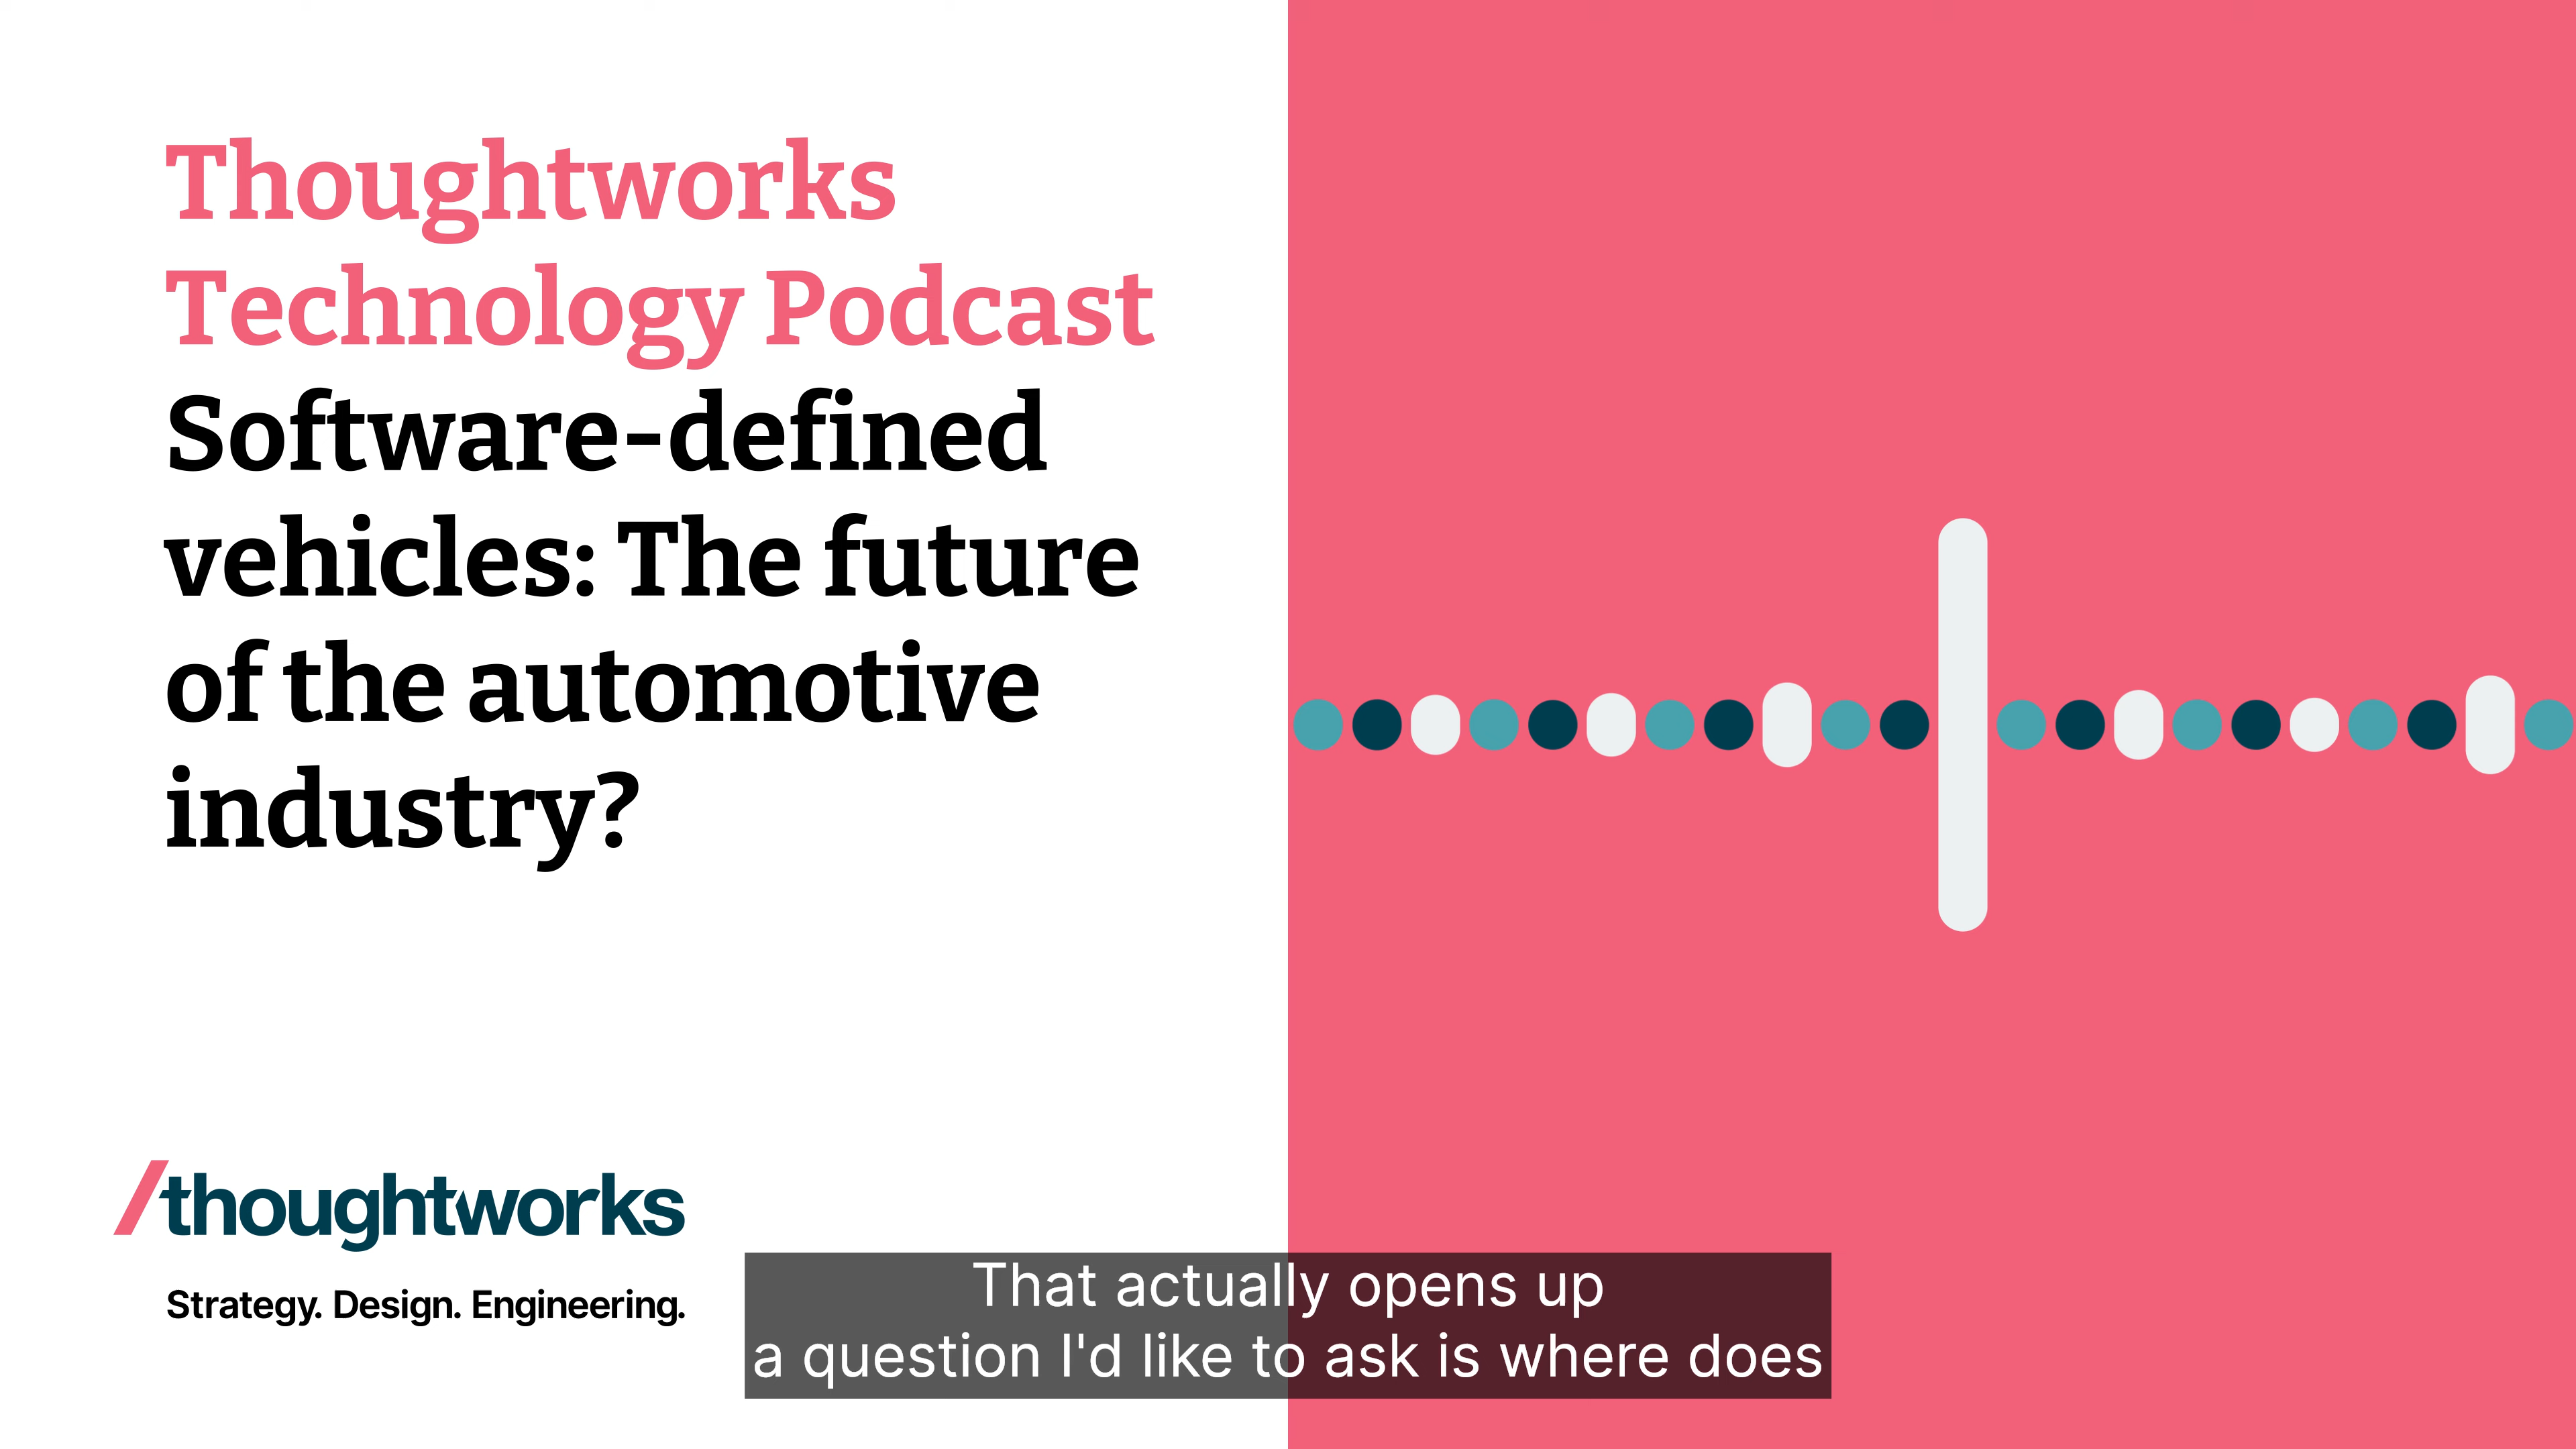 Thoughtworks
Technology Podcast
Software-defined
vehicles: The future
of the automotive
industry?
/thoughtworks
Strategy. Design. Engineering.
That actually opens up
a question I'd like to ask is where does